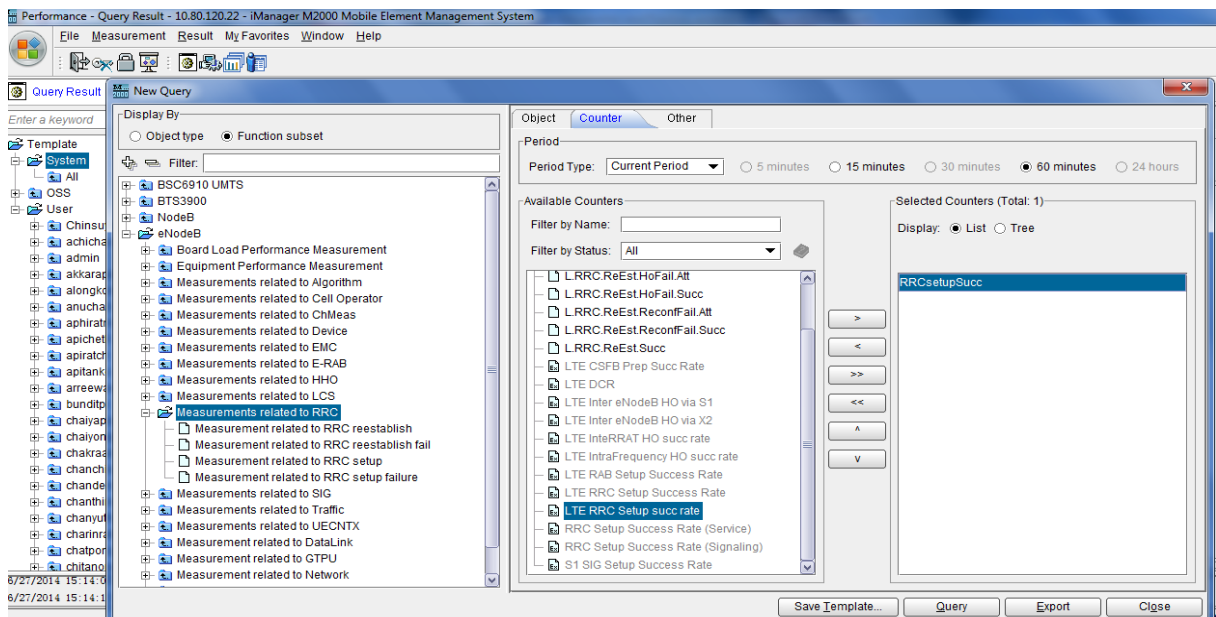 Performance - Query Result - 10.80.120.22 - iManager M2000 Mobile Element Management System
File Measurement Result My Favorites Window Help
Query Result
Enter a keyword
Template
System
All
OSS
User
Chinsu
achicha
admin
akkarap
alongko
anucha
aphirat
apichet
apiratch
apitank
arreewa
bunditp
chaiyap
chaiyon
chakraa
chanch
chande
chanthi
chanyut
charinra
chatpor
chitano
6/27/2014 15:14:0
6/27/2014 15:14:1
New Query
Display By
Object type Function subset
Filter:
BSC6910 UMTS
BTS3900
NodeB
eNodeB
Board Load Performance Measurement
Equipment Performance Measurement
Measurements related to Algorithm
Measurements related to Cell Operator
Measurements related to ChMeas
Measurements related to Device
Measurements related to EMC
Measurements related to E-RAB
Measurements related to HHO
Measurements related to LCS
Measurements related to RRC
Measurement related to RRC reestablish
Measurement related to RRC reestablish fail
Measurement related to RRC setup
Measurement related to RRC setup failure
Measurements related to SIG
Measurements related to Traffic
Measurements related to UECNTX
Measurement related to DataLink
Measurement related to GTPU
Measurement related to Network
Object Counter Other
Period
Period Type: Current Period 5 minutes 15 minutes 30 minutes 60 minutes 24 hours
Available Counters
Filter by Name:
Filter by Status: All
L.RRC.ReEst.HoFail.Att
L.RRC.ReEst.HoFail.Succ
L.RRC.ReEst.ReconfFail.Att
L.RRC.ReEst.ReconfFail.Succ
L.RRC.ReEst.Succ
LTE CSFB Prep Succ Rate
LTE DCR
LTE Inter eNodeB HO via S1
LTE Inter eNodeB HO via X2
LTE InteRRAT HO succ rate
LTE IntraFrequency HO succ rate
LTE RAB Setup Success Rate
LTE RRC Setup Success Rate
LTE RRC Setup succ rate
RRC Setup Success Rate (Service)
RRC Setup Success Rate (Signaling)
S1 SIG Setup Success Rate
>
<
>>
<<
^
v
Selected Counters (Total: 1)
Display: List Tree
RRCsetupSucc
Save Template... Query Export Close